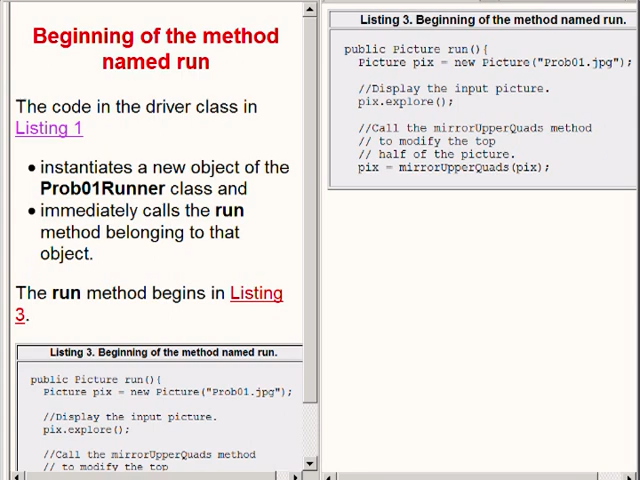 Beginning of the method
named run
The code in the driver class in
Listing 1
• instantiates a new object of the
Prob01Runner class and
• immediately calls the run
method belonging to that
object.
The run method begins in Listing
3.
Listing 3. Beginning of the method named run.
public Picture run(){
Picture pix = new Picture("Prob01.jpg");
//Display the input picture.
pix.explore();
//Call the mirrorUpperQuads method
// to modify the top
Listing 3. Beginning of the method named run.
public Picture run(){
Picture pix = new Picture("Prob01.jpg");
//Display the input picture.
pix.explore();
//Call the mirrorUpperQuads method
// to modify the top
// half of the picture.
pix = mirrorUpperQuads(pix);